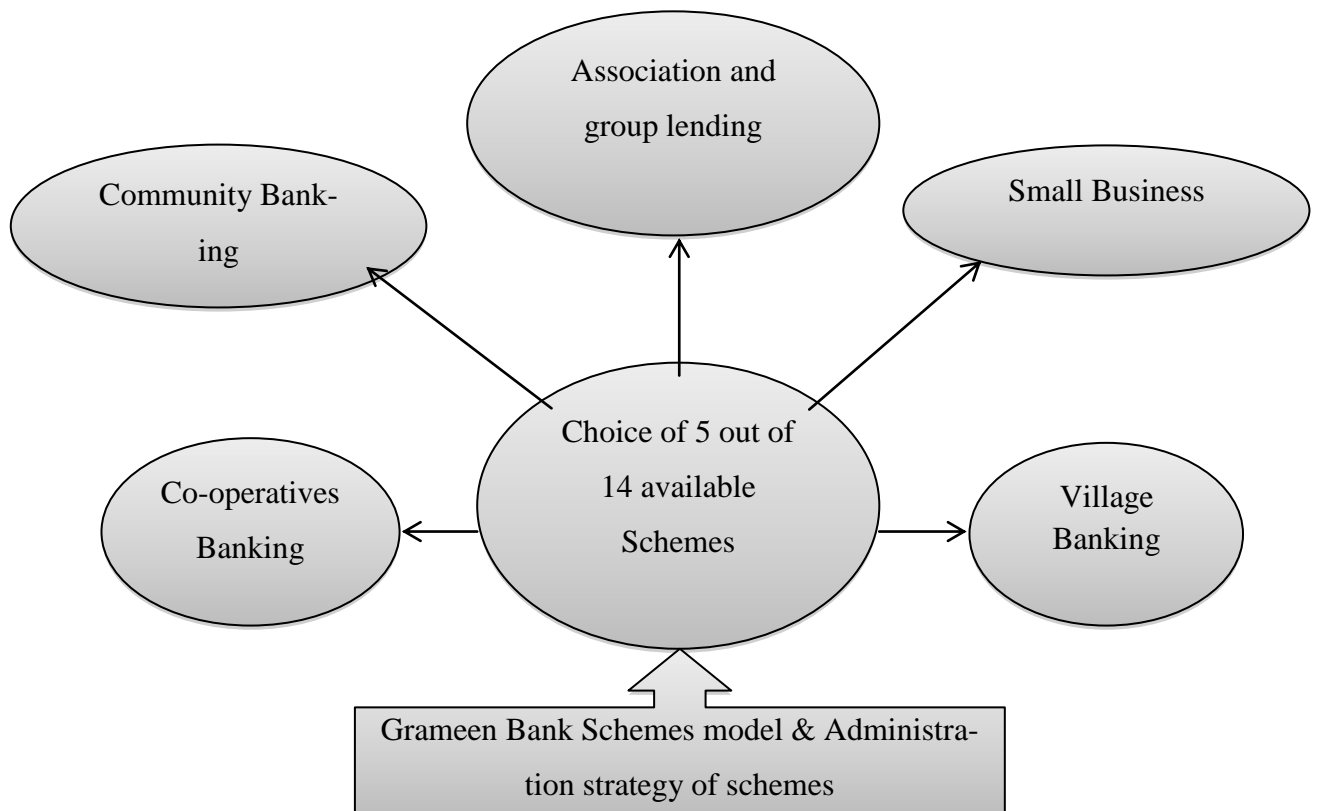 Association and
group lending
Community Bank-
ing
Small Business
Choice of 5 out of
14 available
Schemes
Co-operatives
Banking
Village
Banking
Grameen Bank Schemes model & Administra-
tion strategy of schemes